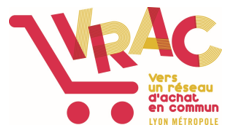 VRAC
Vers
un réseau
d'achat
en commun
LYON MÉTROPOLE